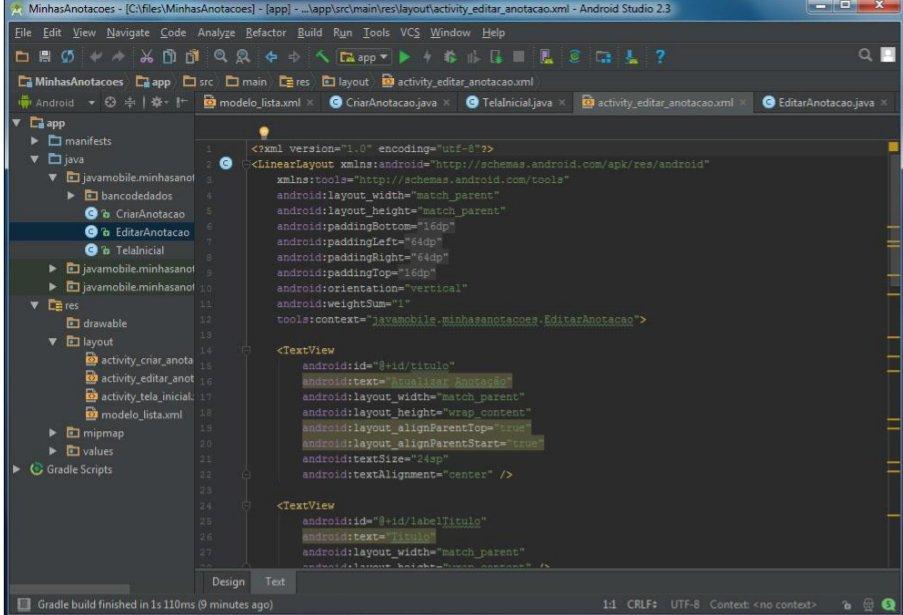 MinhasAnotacoes - [C:\files\MinhasAnotacoes] - [app] - ...\app\src\main\res\layout\activity_editar_anotacao.xml - Android Studio 2.3
File Edit View Navigate Code Analyze Refactor Build Run Tools VCS Window Help
app
MinhasAnotacoes app src main res layout activity_editar_anotacao.xml
Android
modelo_lista.xml CriarAnotacao.java TelaInicial.java activity_editar_anotacao.xml EditarAnotacao.java
app
manifests
java
javamobile.minhasanot
bancodedados
CriarAnotacao
EditarAnotacao
TelaInicial
javamobile.minhasanot
javamobile.minhasanot
res
drawable
layout
activity_criar_anota
activity_editar_anot
activity_tela_inicial.
modelo_lista.xml
mipmap
values
Gradle Scripts
1 <?xml version="1.0" encoding="utf-8"?>
2 <LinearLayout xmlns:android="http://schemas.android.com/apk/res/android"
3 xmlns:tools="http://schemas.android.com/tools"
4 android:layout_width="match_parent"
5 android:layout_height="match_parent"
6 android:paddingBottom="16dp"
7 android:paddingLeft="64dp"
8 android:paddingRight="64dp"
9 android:paddingTop="16dp"
10 android:orientation="vertical"
11 android:weightSum="1"
12 tools:context="javamobile.minhasanotacoes.EditarAnotacao">
13
14 <TextView
15 android:id="@+id/titulo"
16 android:text="Atualizar Anotação"
17 android:layout_width="match_parent"
18 android:layout_height="wrap_content"
19 android:layout_alignParentTop="true"
20 android:layout_alignParentStart="true"
21 android:textSize="24sp"
22 android:textAlignment="center" />
23
24 <TextView
25 android:id="@+id/labelTitulo"
26 android:text="Titulo"
27 android:layout_width="match_parent"
28 android:layout_height="wrap_content" />
Design Text
Gradle build finished in 1s 110ms (9 minutes ago)
1:1 CRLF UTF-8 Context: <no context>